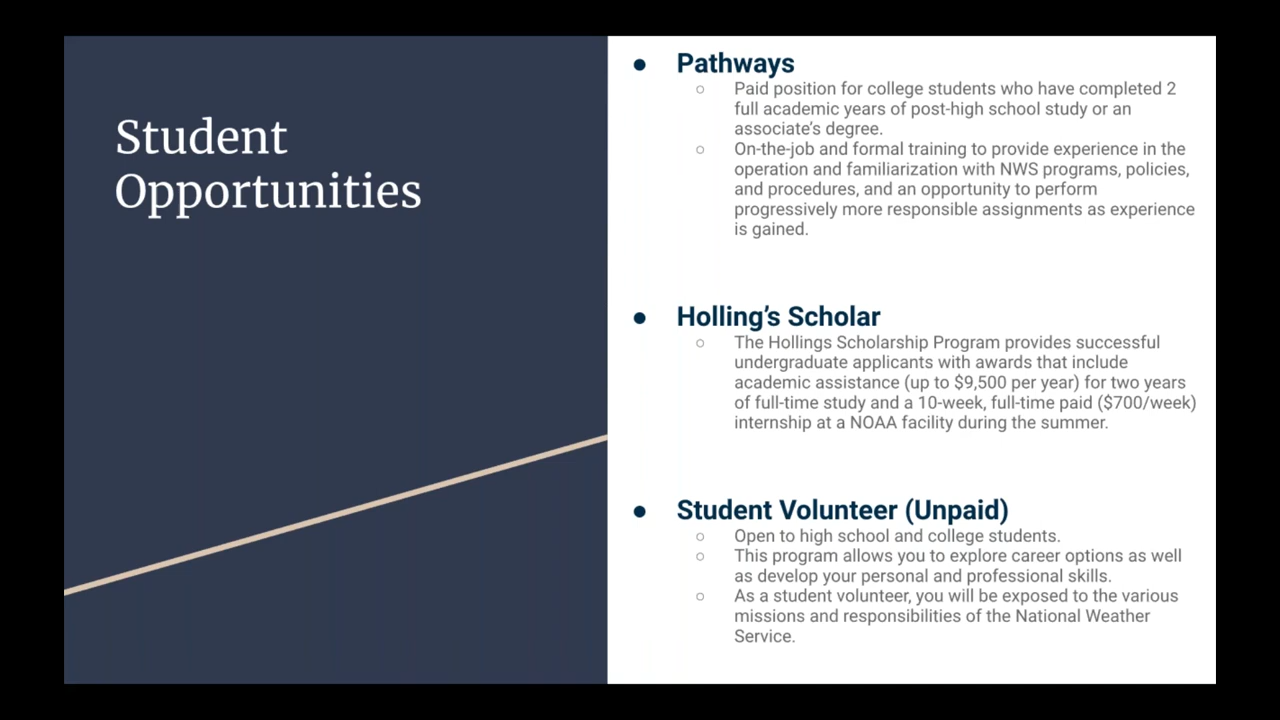 Student
Opportunities
● Pathways
○ Paid position for college students who have completed 2
full academic years of post-high school study or an
associate's degree.
○ On-the-job and formal training to provide experience in the
operation and familiarization with NWS programs, policies,
and procedures, and an opportunity to perform
progressively more responsible assignments as experience
is gained.
● Holling's Scholar
○ The Hollings Scholarship Program provides successful
undergraduate applicants with awards that include
academic assistance (up to $9,500 per year) for two years
of full-time study and a 10-week, full-time paid ($700/week)
internship at a NOAA facility during the summer.
● Student Volunteer (Unpaid)
○ Open to high school and college students.
○ This program allows you to explore career options as well
as develop your personal and professional skills.
○ As a student volunteer, you will be exposed to the various
missions and responsibilities of the National Weather
Service.